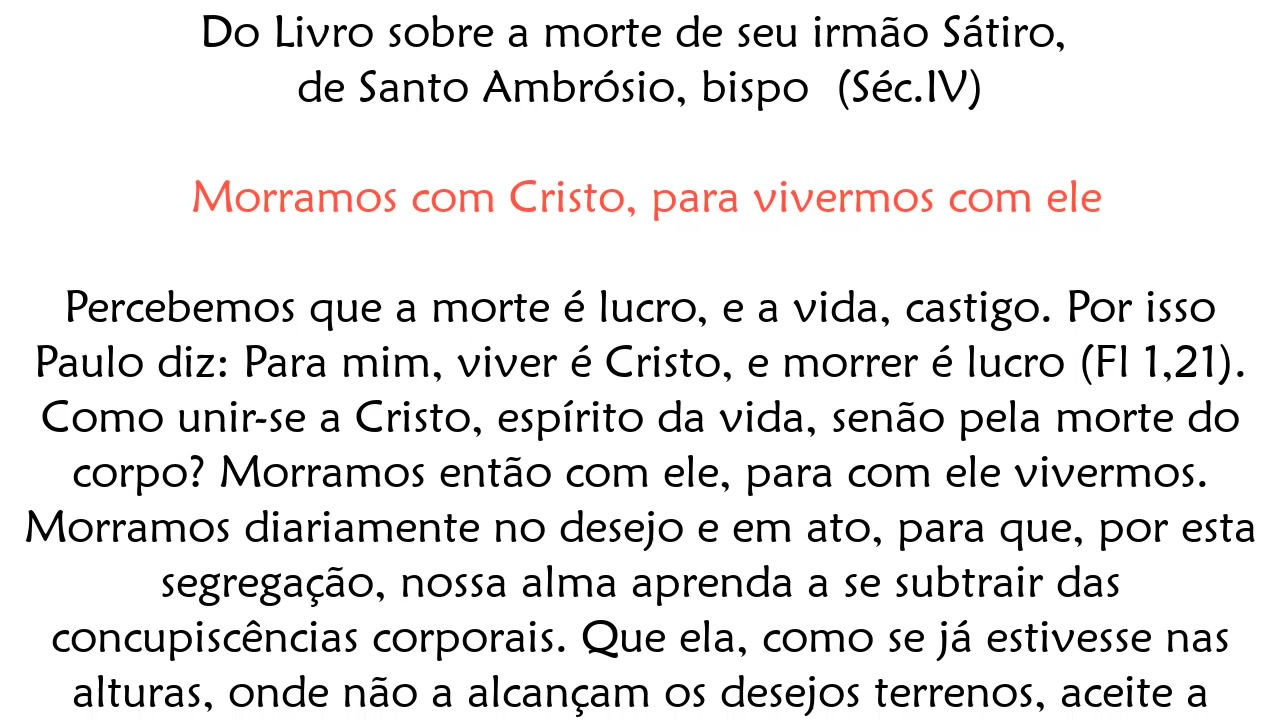 Do Livro sobre a morte de seu irmão Sátiro,
de Santo Ambrósio, bispo (Séc.IV)
Morramos com Cristo, para vivermos com ele
Percebemos que a morte é lucro, e a vida, castigo. Por isso
Paulo diz: Para mim, viver é Cristo, e morrer é lucro (Fl 1,21).
Como unir-se a Cristo, espírito da vida, senão pela morte do
corpo? Morramos então com ele, para com ele vivermos.
Morramos diariamente no desejo e em ato, para que, por esta
segregação, nossa alma aprenda a se subtrair das
concupiscências corporais. Que ela, como se já estivesse nas
alturas, onde não a alcançam os desejos terrenos, aceite a